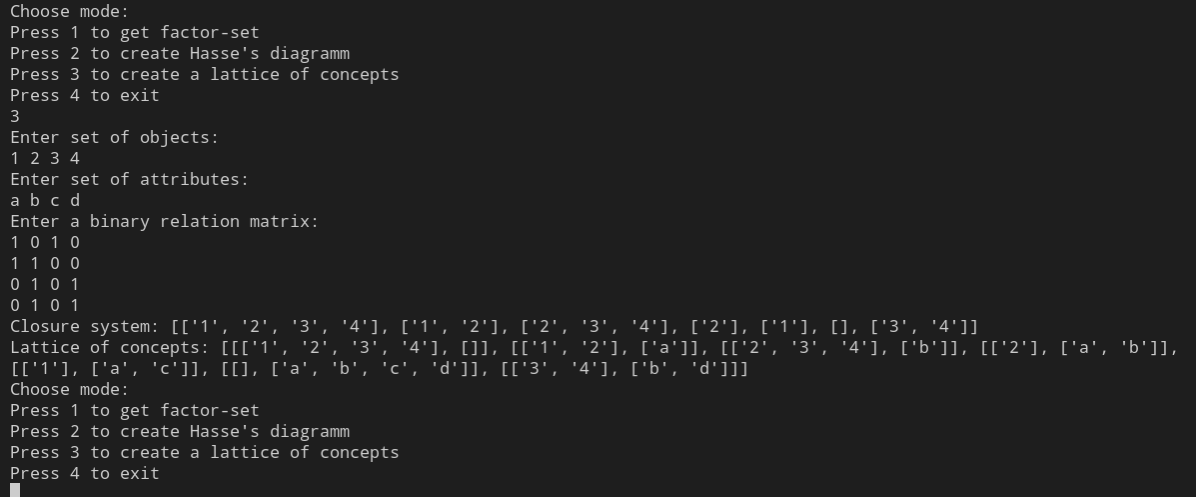 Choose mode:
Press 1 to get factor-set
Press 2 to create Hasse's diagramm
Press 3 to create a lattice of concepts
Press 4 to exit
3
Enter set of objects:
1 2 3 4
Enter set of attributes:
a b c d
Enter a binary relation matrix:
1 0 1 0
1 1 0 0
0 1 0 1
0 1 0 1
Closure system: [['1', '2', '3', '4'], ['1', '2'], ['2', '3', '4'], ['2'], ['1'], [], ['3', '4']]
Lattice of concepts: [[['1', '2', '3', '4'], []], [['1', '2'], ['a']], [['2', '3', '4'], ['b']], [['2'], ['a', 'b']],
[['1'], ['a', 'c']], [[], ['a', 'b', 'c', 'd']], [['3', '4'], ['b', 'd']]]
Choose mode:
Press 1 to get factor-set
Press 2 to create Hasse's diagramm
Press 3 to create a lattice of concepts
Press 4 to exit